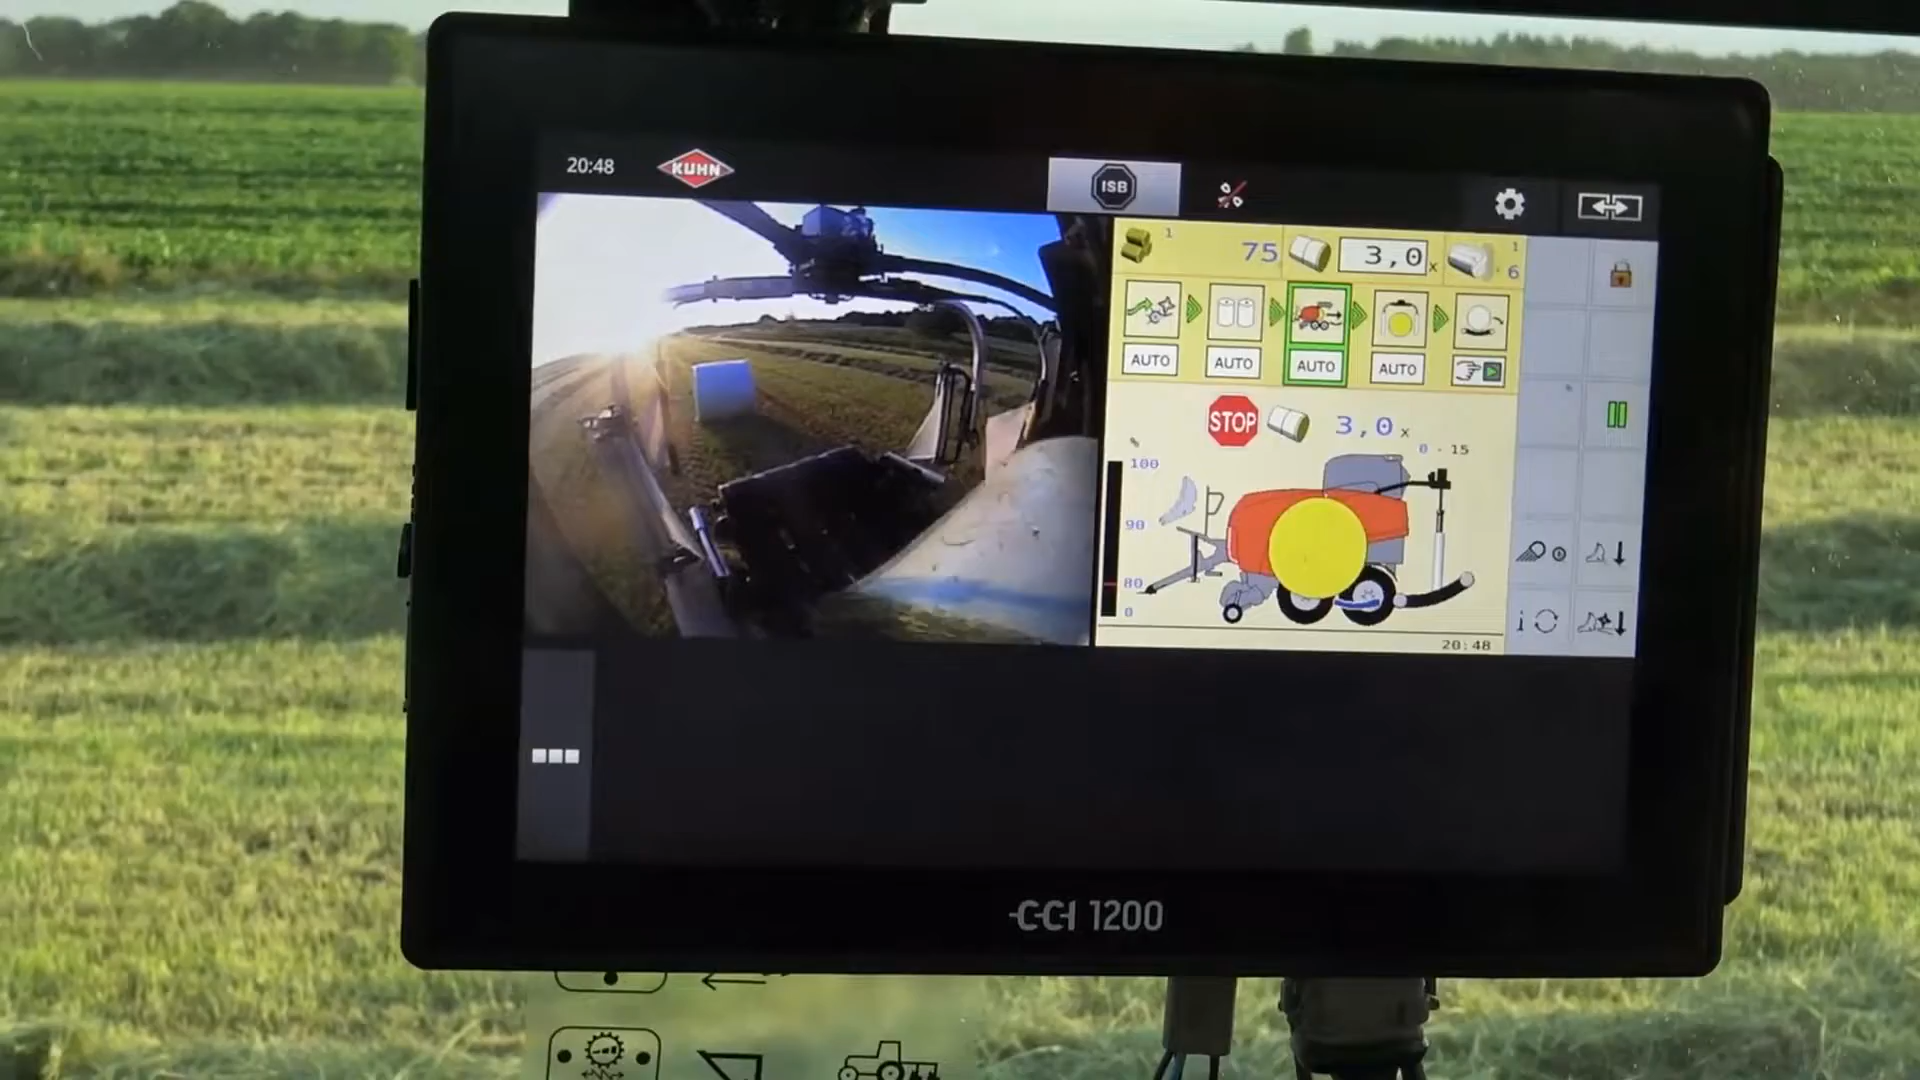 20:48 KUHN ISB
1 75 3,0 x 1
6
AUTO AUTO AUTO AUTO
STOP 3,0 x
0 - 15
%
100
90
80
0
i
20:48
CCI 1200